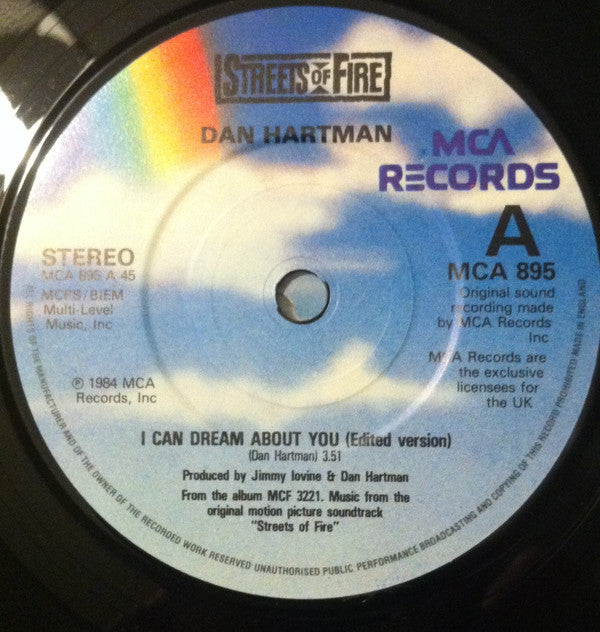 STREETS OF FIRE
DAN HARTMAN
MCA
RECORDS
A
MCA 895
STEREO
MCA 895 A 45
MCPS/BIEM
Multi-Level
Music, Inc
Original sound
recording made
by MCA Records
Inc
MCA Records are
the exclusive
licensees for
the UK
℗ 1984 MCA
Records, Inc
I CAN DREAM ABOUT YOU (Edited version)
(Dan Hartman) 3.51
Produced by Jimmy Iovine & Dan Hartman
From the album MCF 3221. Music from the
original motion picture soundtrack
"Streets of Fire"
ALL RIGHTS OF THE MANUFACTURER AND OF THE OWNER OF THE RECORDED WORK RESERVED UNAUTHORISED PUBLIC PERFORMANCE BROADCASTING AND COPYING OF THIS RECORD PROHIBITED MADE IN ENGLAND